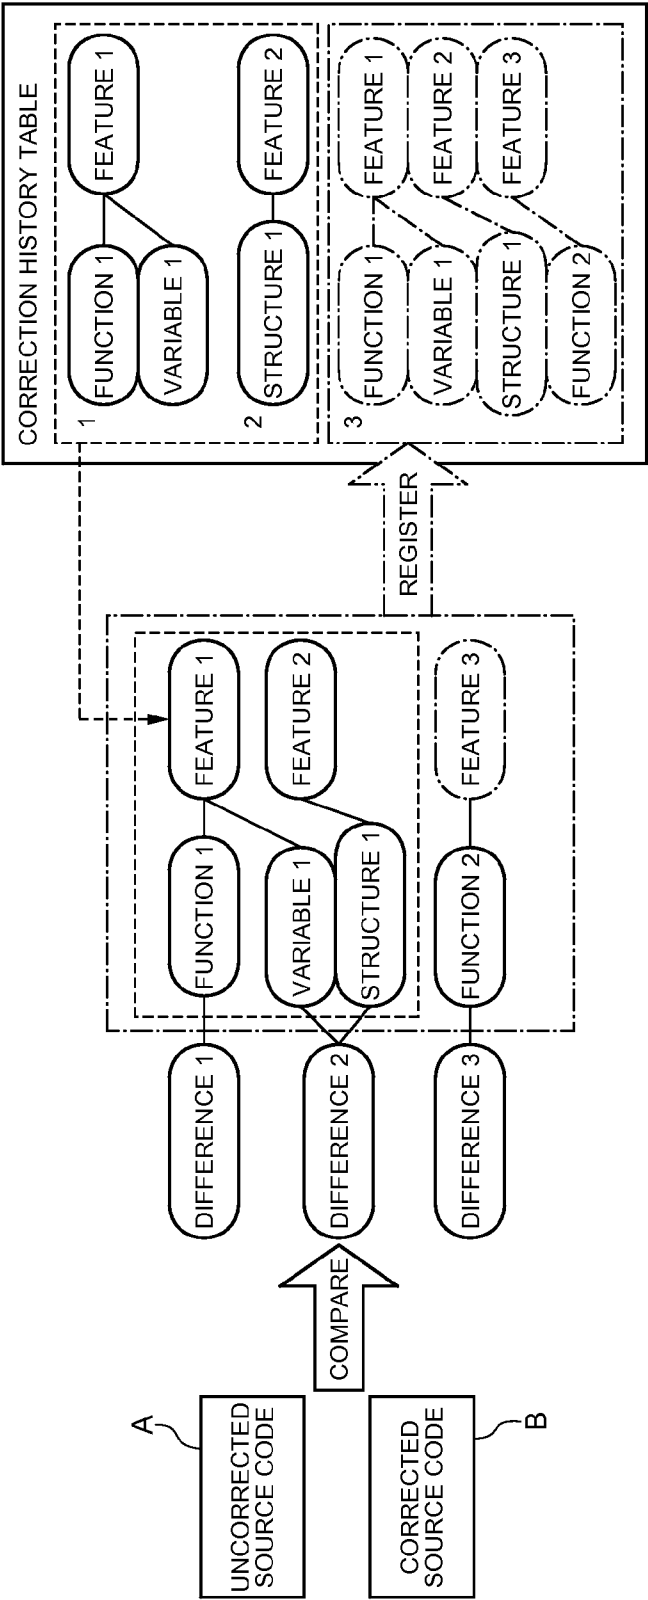 A
UNCORRECTED
SOURCE CODE
CORRECTED
SOURCE CODE
B
COMPARE
DIFFERENCE 1
DIFFERENCE 2
DIFFERENCE 3
FUNCTION 1
VARIABLE 1
STRUCTURE 1
FUNCTION 2
FEATURE 1
FEATURE 2
FEATURE 3
REGISTER
CORRECTION HISTORY TABLE
1
FUNCTION 1
VARIABLE 1
FEATURE 1
2
STRUCTURE 1
FEATURE 2
3
FUNCTION 1
VARIABLE 1
STRUCTURE 1
FUNCTION 2
FEATURE 1
FEATURE 2
FEATURE 3